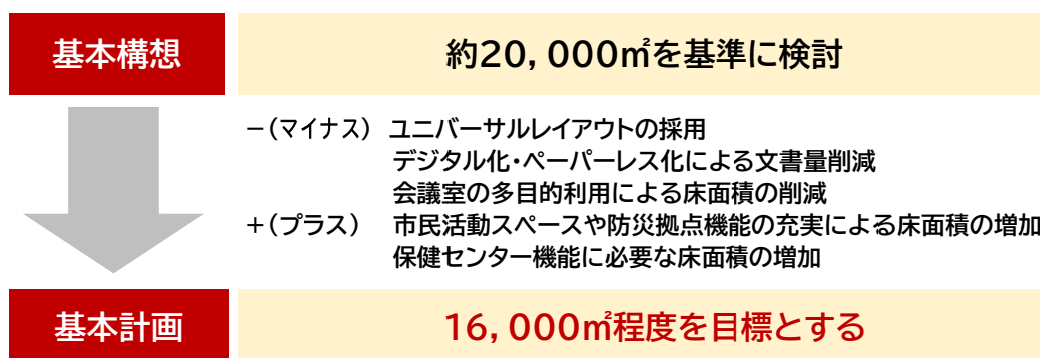 基本構想
約20,000㎡を基準に検討
－(マイナス) ユニバーサルレイアウトの採用
デジタル化・ペーパーレス化による文書量削減
会議室の多目的利用による床面積の削減
＋(プラス) 市民活動スペースや防災拠点機能の充実による床面積の増加
保健センター機能に必要な床面積の増加
基本計画
16,000㎡程度を目標とする